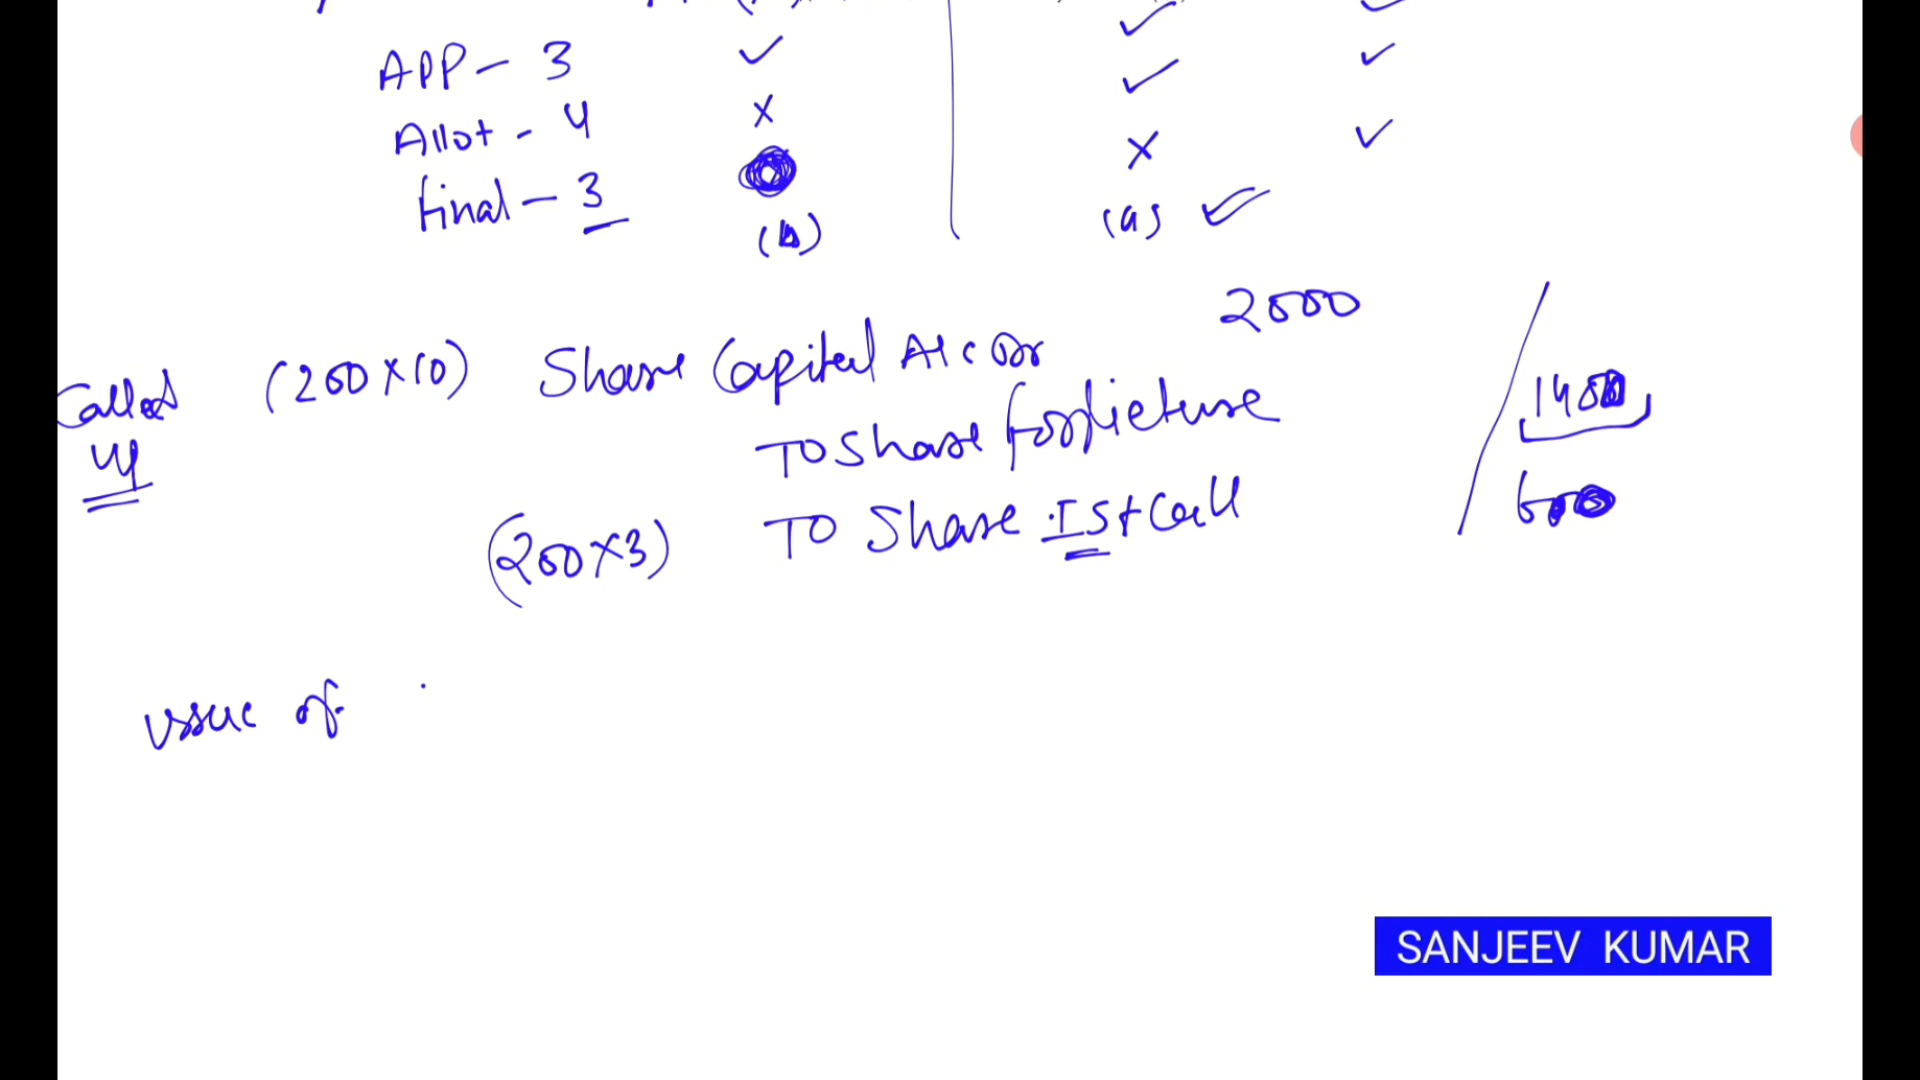 APP - 3 ✓ ✓ ✓
Allot - 4 x x ✓
final - 3
(b) (a) ✓
2000
Called (200 x 10) Share Capital A/c Dr
up
To Share Forfieture 1400
(200 x 3) To Share Ist Call 600
issue of
SANJEEV KUMAR